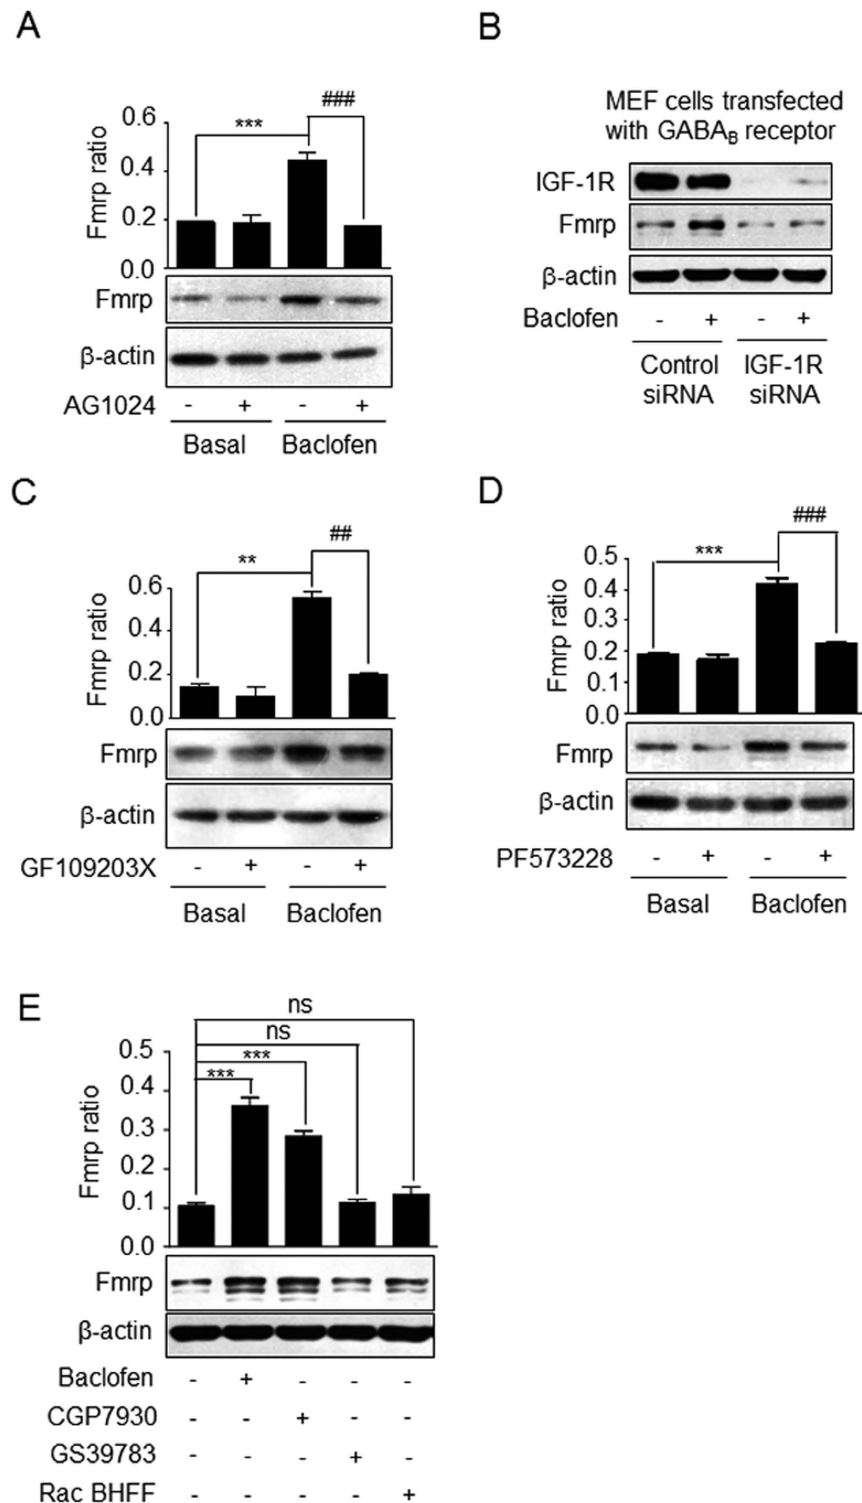 A
###
***
0.6
0.4
0.2
0.0
Fmrp ratio
Fmrp
β-actin
AG1024 - + - +
Basal Baclofen
B
MEF cells transfected
with GABAB receptor
IGF-1R
Fmrp
β-actin
Baclofen - + - +
Control IGF-1R
siRNA siRNA
C
##
**
0.6
0.4
0.2
0.0
Fmrp ratio
Fmrp
β-actin
GF109203X - + - +
Basal Baclofen
D
###
***
0.5
0.4
0.3
0.2
0.1
0.0
Fmrp ratio
Fmrp
β-actin
PF573228 - + - +
Basal Baclofen
E
ns
ns
***
***
0.5
0.4
0.3
0.2
0.1
0.0
Fmrp ratio
Fmrp
β-actin
Baclofen - + - - -
CGP7930 - - + - -
GS39783 - - - + -
Rac BHFF - - - - +